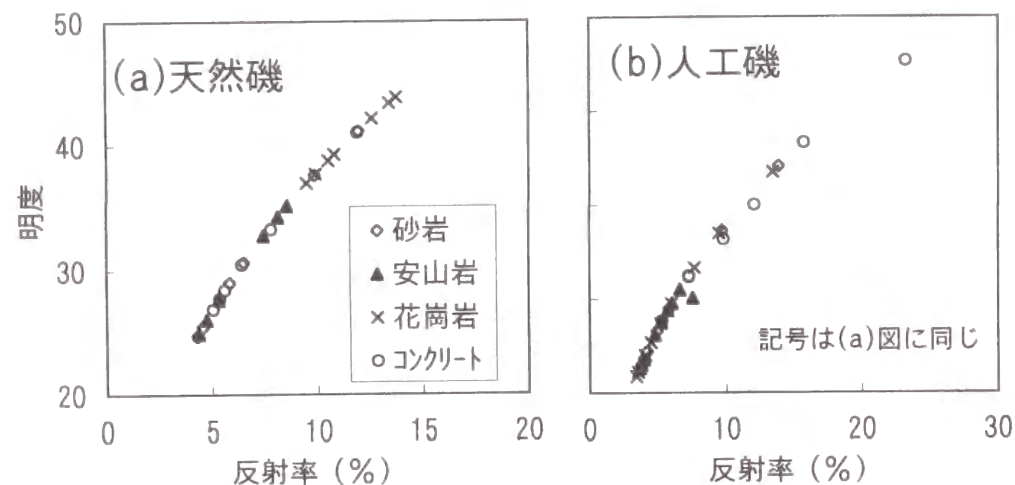 (a)天然磯
50
40
30
20
明度
0
5
10
15
20
反射率（%）
砂岩
安山岩
花崗岩
コンクリート
(b)人工磯
記号は(a)図に同じ
0
10
20
30
反射率（%）